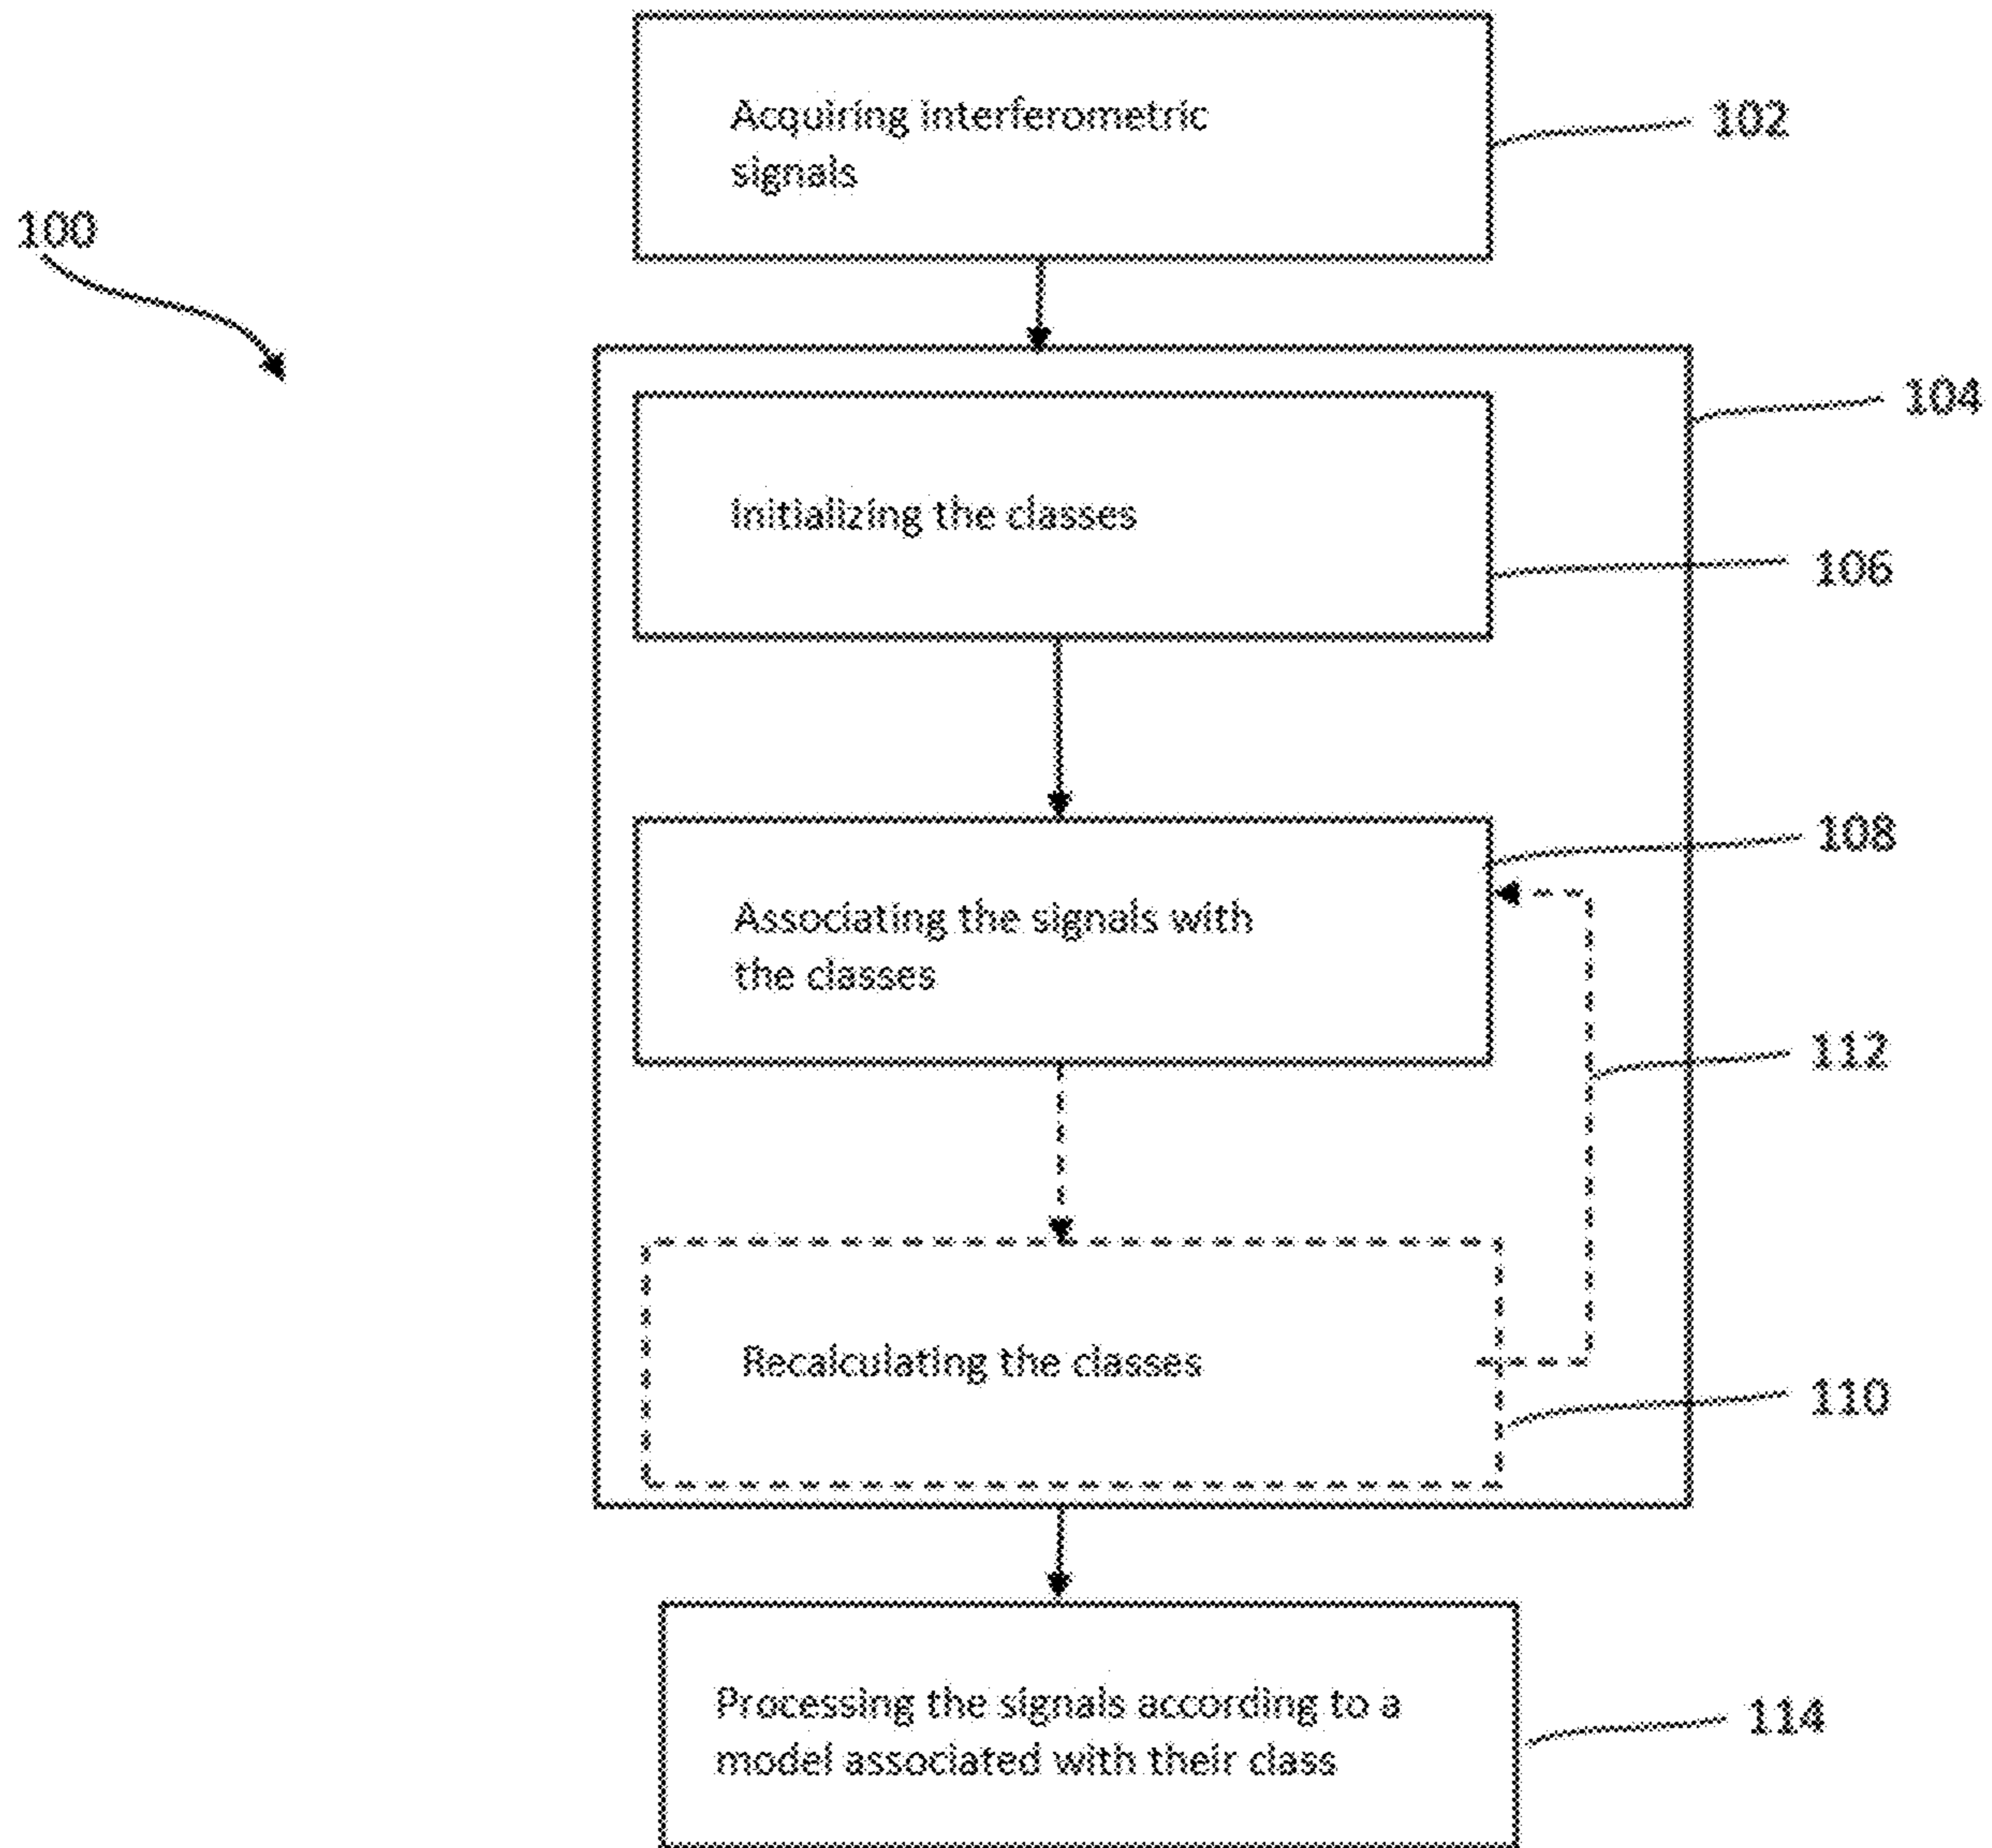 Acquiring interferometric
signals
102
100
104
Initializing the classes
106
108
Associating the signals with
the classes
112
Recalculating the classes
110
Processing the signals according to a
model associated with their class
114